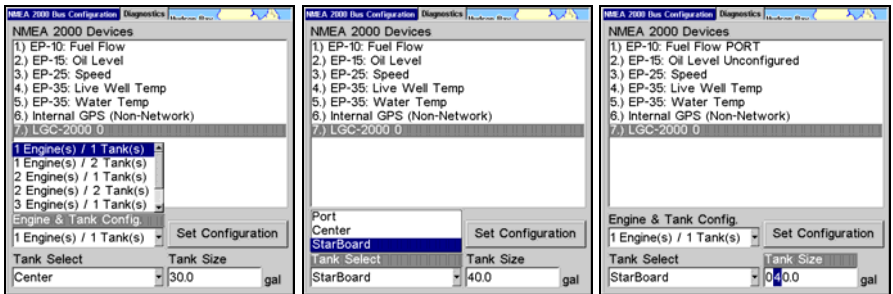 NMEA 2000 Bus Configuration Diagnostics
NMEA 2000 Devices
1.) EP-10: Fuel Flow
2.) EP-15: Oil Level
3.) EP-25: Speed
4.) EP-35: Live Well Temp
5.) EP-35: Water Temp
6.) Internal GPS (Non-Network)
7.) LGC-2000 0
1 Engine(s) / 1 Tank(s)
1 Engine(s) / 2 Tank(s)
2 Engine(s) / 1 Tank(s)
2 Engine(s) / 2 Tank(s)
3 Engine(s) / 1 Tank(s)
Engine & Tank Config.
1 Engine(s) / 1 Tank(s) Set Configuration
Tank Select Tank Size
Center 30.0 gal
NMEA 2000 Bus Configuration Diagnostics
NMEA 2000 Devices
1.) EP-10: Fuel Flow
2.) EP-15: Oil Level
3.) EP-25: Speed
4.) EP-35: Live Well Temp
5.) EP-35: Water Temp
6.) Internal GPS (Non-Network)
7.) LGC-2000 0
Port
Center
StarBoard
Set Configuration
Tank Select Tank Size
StarBoard 40.0 gal
NMEA 2000 Bus Configuration Diagnostics
NMEA 2000 Devices
1.) EP-10: Fuel Flow PORT
2.) EP-15: Oil Level Unconfigured
3.) EP-25: Speed
4.) EP-35: Live Well Temp
5.) EP-35: Water Temp
6.) Internal GPS (Non-Network)
7.) LGC-2000 0
Engine & Tank Config.
1 Engine(s) / 1 Tank(s) Set Configuration
Tank Select Tank Size
StarBoard 040.0 gal